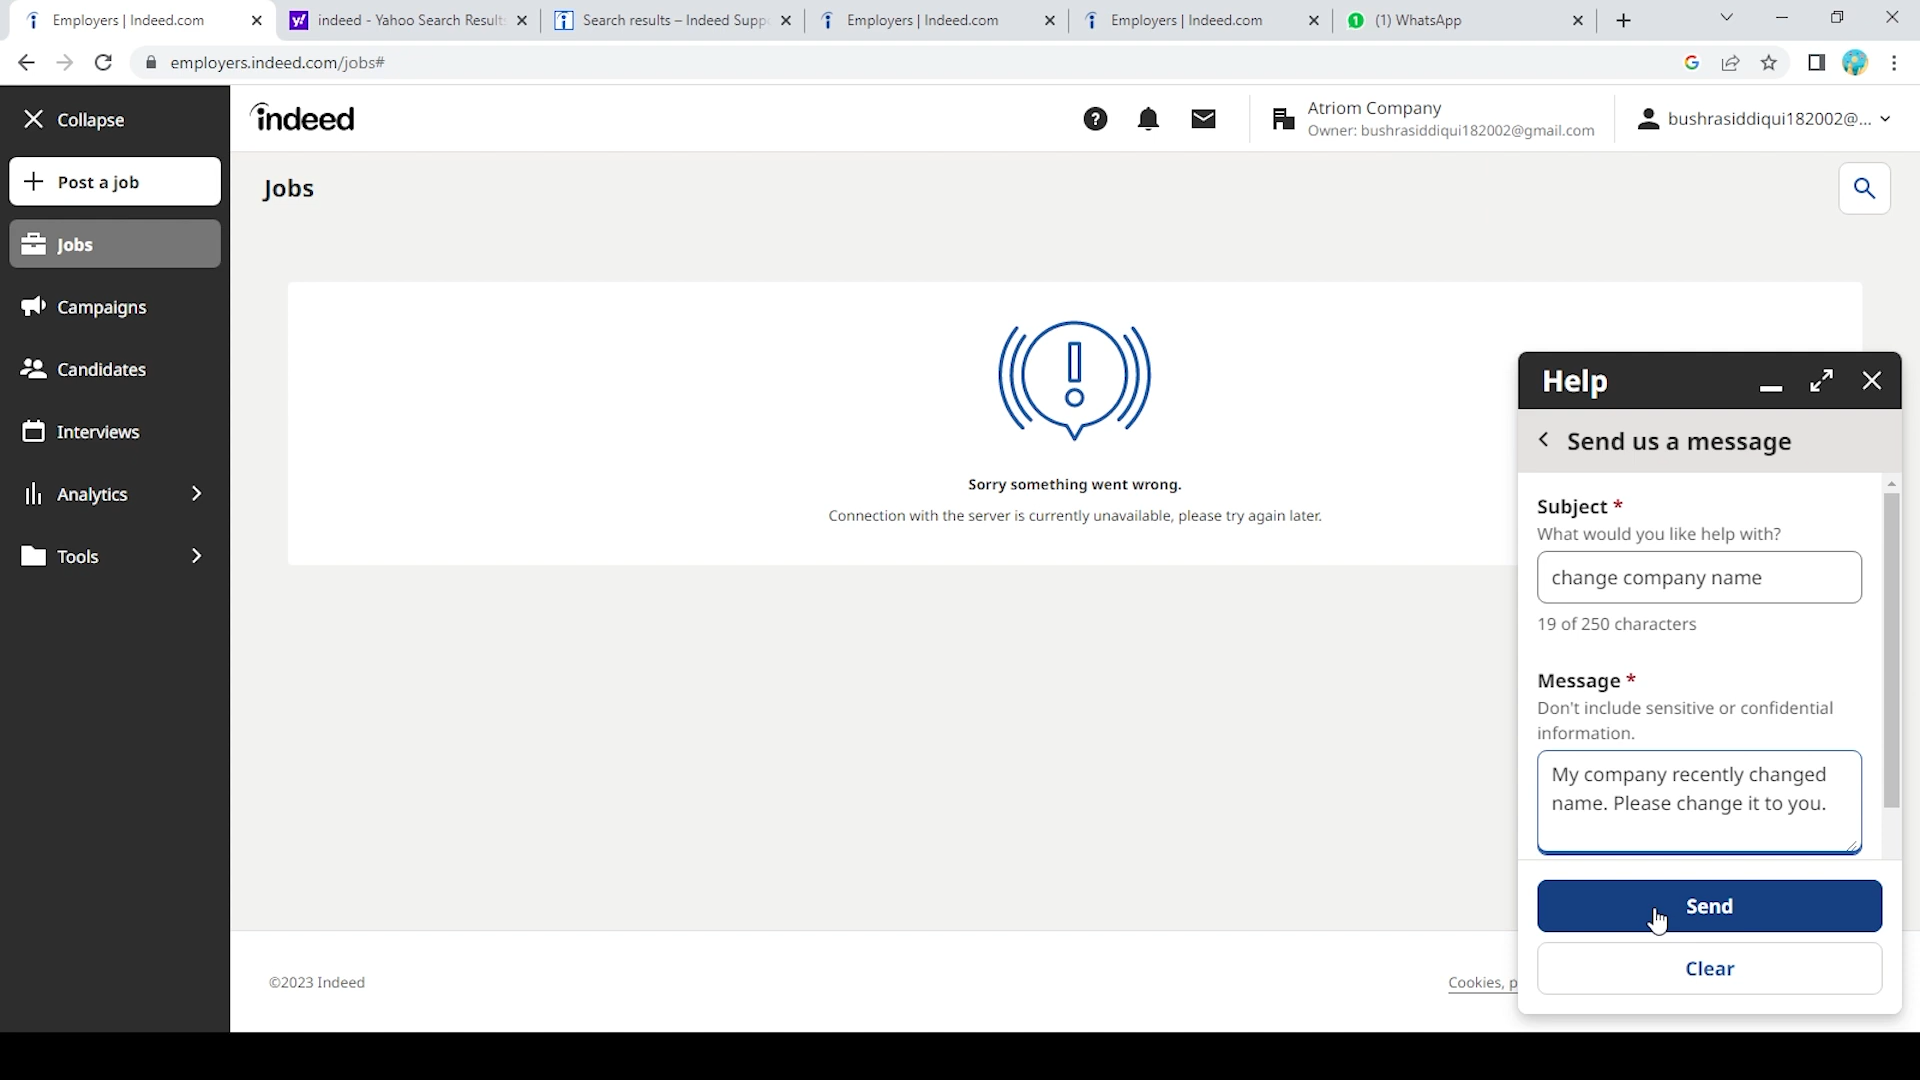 Employers | Indeed.com
indeed - Yahoo Search Results
Search results – Indeed Supp
Employers | Indeed.com
Employers | Indeed.com
1
(1) WhatsApp
employers.indeed.com/jobs#
Collapse
indeed
Atriom Company
Owner: bushrasiddiqui182002@gmail.com
bushrasiddiqui182002@...
Post a job
Jobs
Jobs
Campaigns
Candidates
Interviews
Analytics
Tools
Sorry something went wrong.
Connection with the server is currently unavailable, please try again later.
Help
Send us a message
Subject *
What would you like help with?
change company name
19 of 250 characters
Message *
Don't include sensitive or confidential
information.
My company recently changed
name. Please change it to you.
Send
Clear
©2023 Indeed
Cookies, p